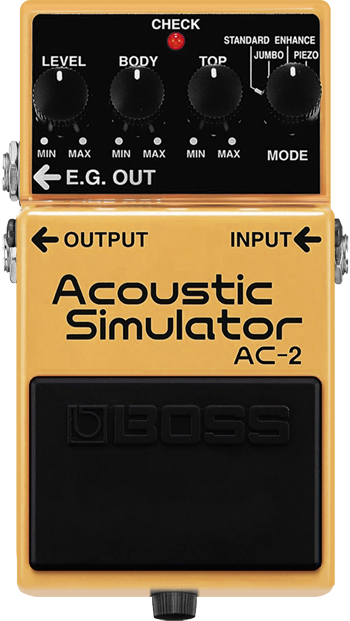 CHECK
LEVEL BODY TOP
STANDARD ENHANCE
JUMBO PIEZO
MIN MAX MIN MAX MIN MAX
MODE
E.G. OUT
OUTPUT INPUT
Acoustic
Simulator
AC-2
BOSS